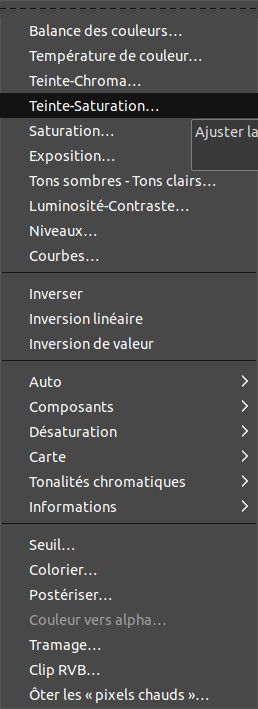 Balance des couleurs…
Température de couleur…
Teinte-Chroma…
Teinte-Saturation…
Saturation…
Ajuster la
Exposition…
Tons sombres - Tons clairs…
Luminosité-Contraste…
Niveaux…
Courbes…
Inverser
Inversion linéaire
Inversion de valeur
Auto
Composants
Désaturation
Carte
Tonalités chromatiques
Informations
Seuil…
Colorier…
Postériser…
Couleur vers alpha…
Tramage…
Clip RVB…
Ôter les « pixels chauds »…